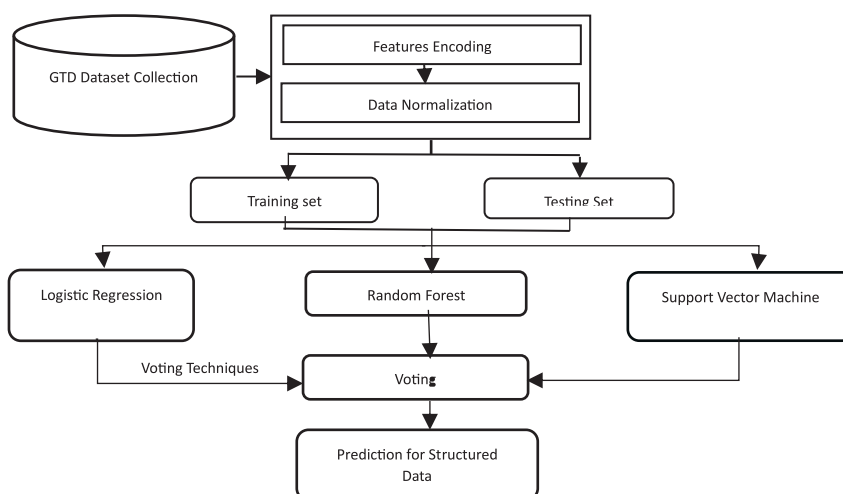 GTD Dataset Collection
Features Encoding
Data Normalization
Training set
Testing Set
Logistic Regression
Random Forest
Support Vector Machine
Voting Techniques
Voting
Prediction for Structured
Data